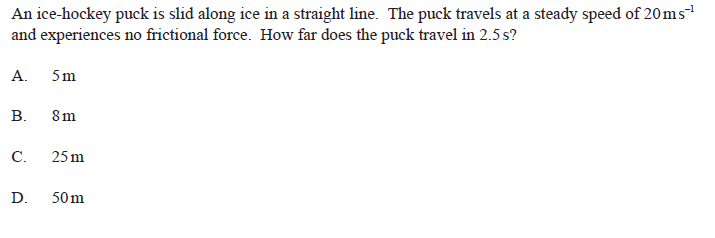 An ice-hockey puck is slid along ice in a straight line. The puck travels at a steady speed of 20 m s⁻¹
and experiences no frictional force. How far does the puck travel in 2.5 s?
A. 5 m
B. 8 m
C. 25 m
D. 50 m